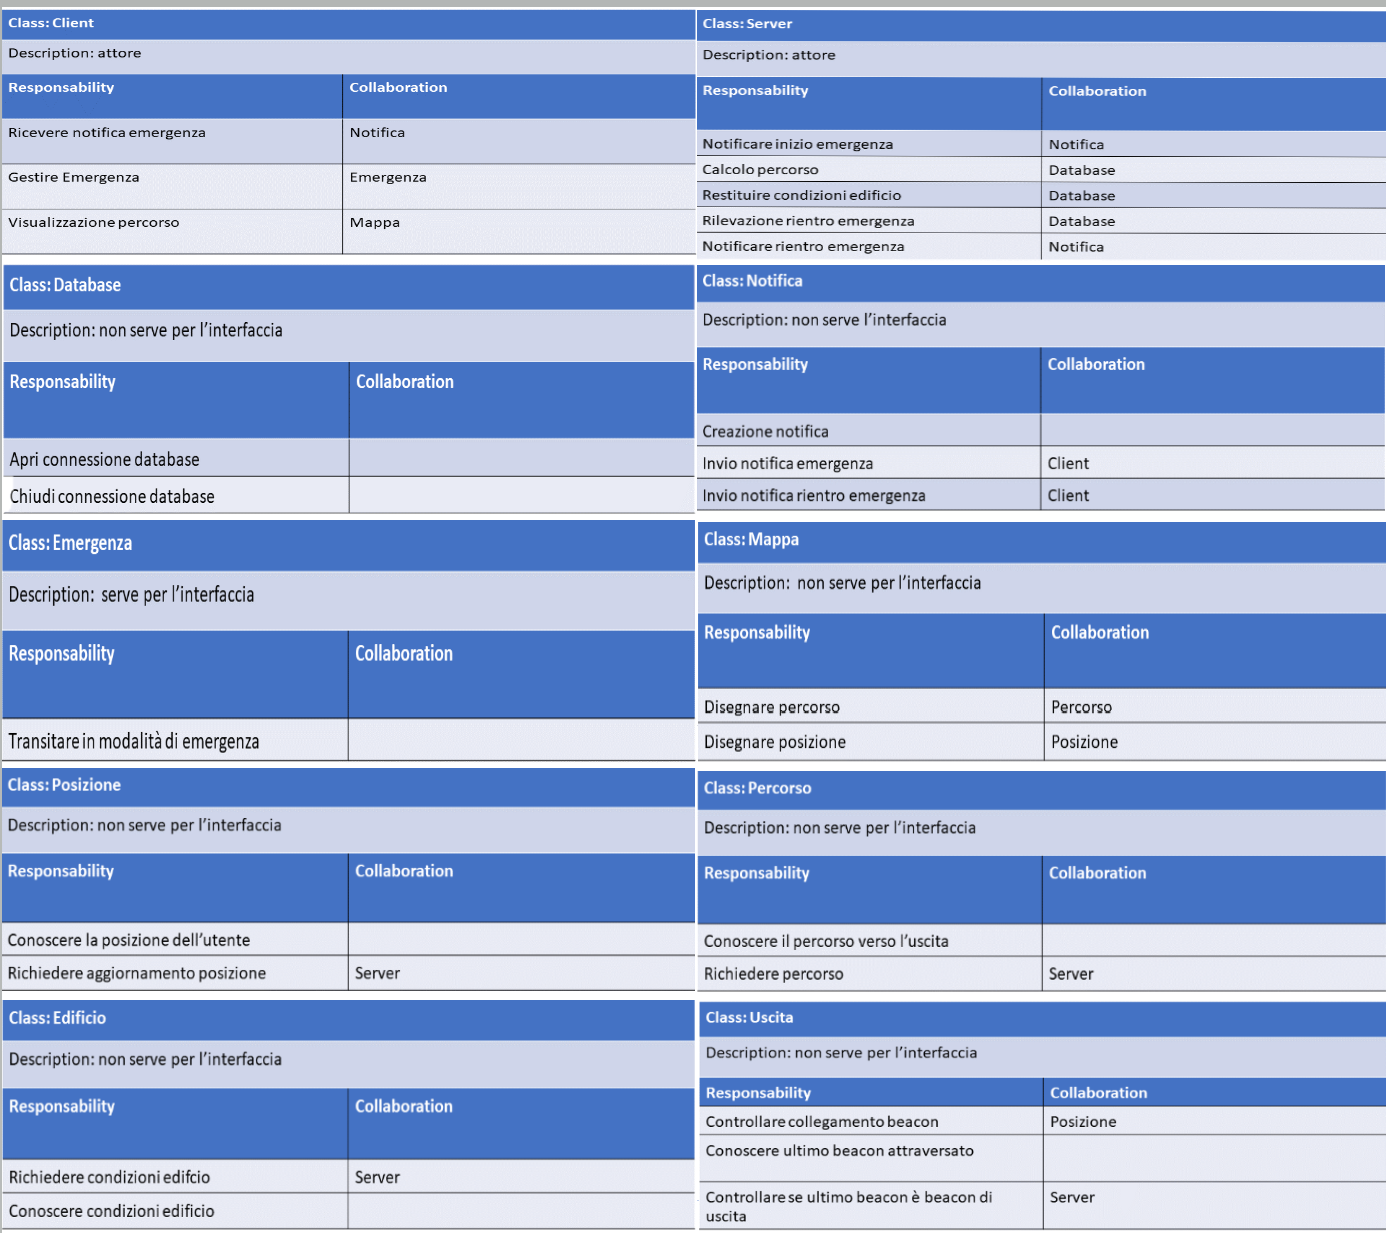 Class: Client
Description: attore
Responsability Collaboration
Ricevere notifica emergenza Notifica
Gestire Emergenza Emergenza
Visualizzazione percorso Mappa
Class: Server
Description: attore
Responsability Collaboration
Notificare inizio emergenza Notifica
Calcolo percorso Database
Restituire condizioni edificio Database
Rilevazione rientro emergenza Database
Notificare rientro emergenza Notifica
Class: Database
Description: non serve per l'interfaccia
Responsability Collaboration
Apri connessione database
Chiudi connessione database
Class: Notifica
Description: non serve l'interfaccia
Responsability Collaboration
Creazione notifica
Invio notifica emergenza Client
Invio notifica rientro emergenza Client
Class: Emergenza
Description: serve per l'interfaccia
Responsability Collaboration
Transitare in modalità di emergenza
Class: Mappa
Description: non serve per l'interfaccia
Responsability Collaboration
Disegnare percorso Percorso
Disegnare posizione Posizione
Class: Posizione
Description: non serve per l'interfaccia
Responsability Collaboration
Conoscere la posizione dell'utente
Richiedere aggiornamento posizione Server
Class: Percorso
Description: non serve per l'interfaccia
Responsability Collaboration
Conoscere il percorso verso l'uscita
Richiedere percorso Server
Class: Edificio
Description: non serve per l'interfaccia
Responsability Collaboration
Richiedere condizioni edifcio Server
Conoscere condizioni edificio
Class: Uscita
Description: non serve per l'interfaccia
Responsability Collaboration
Controllare collegamento beacon Posizione
Conoscere ultimo beacon attraversato
Controllare se ultimo beacon è beacon di Server
uscita